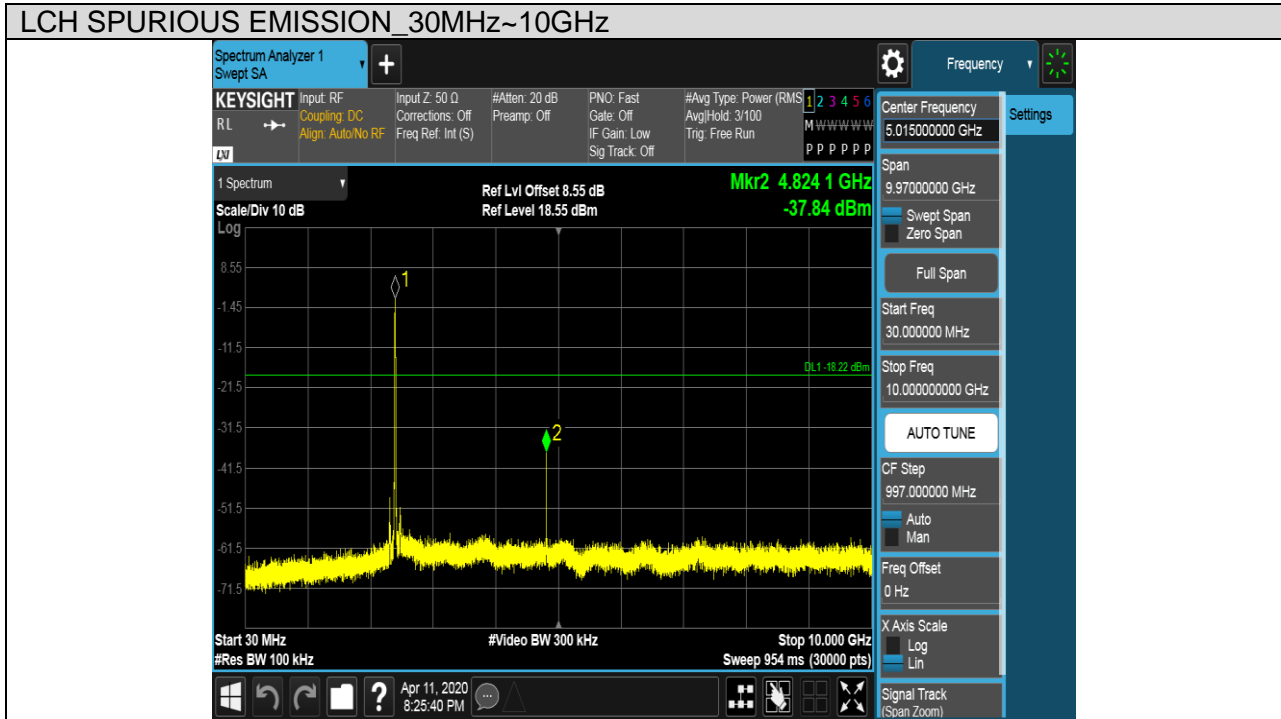 LCH SPURIOUS EMISSION_30MHz~10GHz
Spectrum Analyzer 1
Swept SA
Frequency
KEYSIGHT
RL
LXI
Input: RF
Coupling: DC
Align: Auto/No RF
Input Z: 50 Ω
Corrections: Off
Freq Ref: Int (S)
#Atten: 20 dB
Preamp: Off
PNO: Fast
Gate: Off
IF Gain: Low
Sig Track: Off
#Avg Type: Power (RMS
Avg|Hold: 3/100
Trig: Free Run
1 2 3 4 5 6
M W W W W W
P P P P P P
1 Spectrum
Scale/Div 10 dB
Log
Ref Lvl Offset 8.55 dB
Ref Level 18.55 dBm
Mkr2 4.824 1 GHz
-37.84 dBm
8.55
-1.45
-11.5
-21.5
-31.5
-41.5
-51.5
-61.5
-71.5
1
DL1 -18.22 dBm
2
Start 30 MHz
#Res BW 100 kHz
#Video BW 300 kHz
Stop 10.000 GHz
Sweep 954 ms (30000 pts)
?
Apr 11, 2020
8:25:40 PM
Center Frequency
5.015000000 GHz
Settings
Span
9.97000000 GHz
Swept Span
Zero Span
Full Span
Start Freq
30.000000 MHz
Stop Freq
10.000000000 GHz
AUTO TUNE
CF Step
997.000000 MHz
Auto
Man
Freq Offset
0 Hz
X Axis Scale
Log
Lin
Signal Track
(Span Zoom)